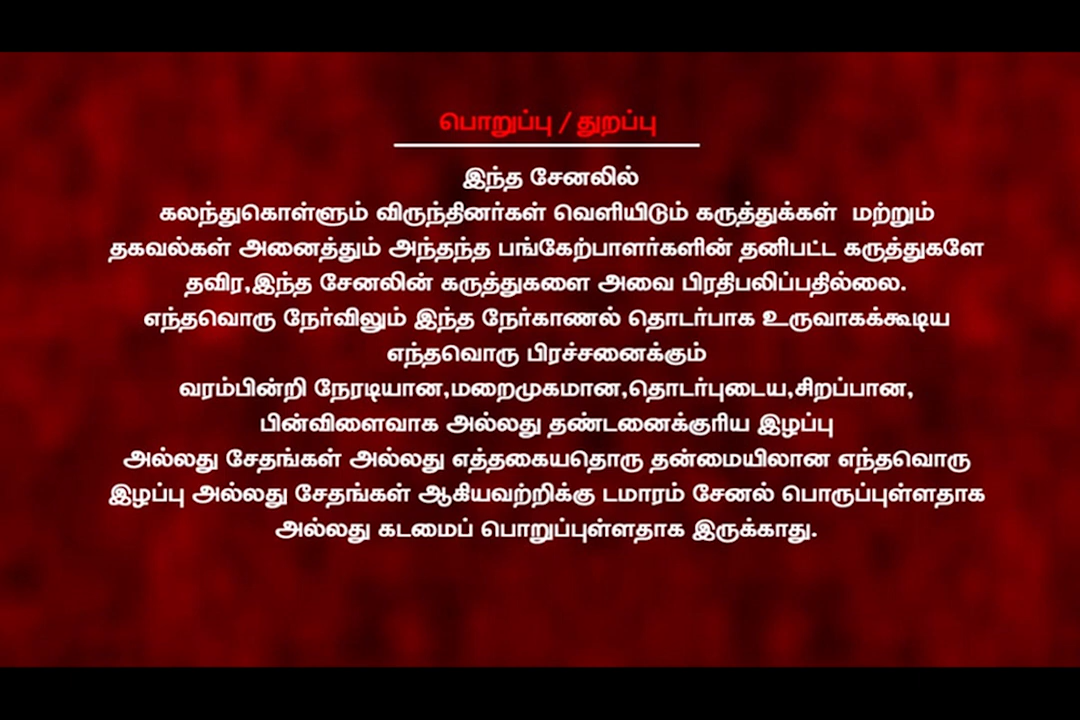 பொறுப்பு / துறப்பு
இந்த சேனலில்
கலந்துகொள்ளும் விருந்தினர்கள் வெளியிடும் கருத்துக்கள் மற்றும்
தகவல்கள் அனைத்தும் அந்தந்த பங்கேற்பாளர்களின் தனிபட்ட கருத்துகளே
தவிர,இந்த சேனலின் கருத்துகளை அவை பிரதிபலிப்பதில்லை.
எந்தவொரு நேர்விலும் இந்த நேர்காணல் தொடர்பாக உருவாகக்கூடிய
எந்தவொரு பிரச்சனைக்கும்
வரம்பின்றி நேரடியான,மறைமுகமான,தொடர்புடைய,சிறப்பான,
பின்விளைவாக அல்லது தண்டனைக்குரிய இழப்பு
அல்லது சேதங்கள் அல்லது எத்தகையதொரு தன்மையிலான எந்தவொரு
இழப்பு அல்லது சேதங்கள் ஆகியவற்றிக்கு டமாரம் சேனல் பொருப்புள்ளதாக
அல்லது கடமைப் பொறுப்புள்ளதாக இருக்காது.